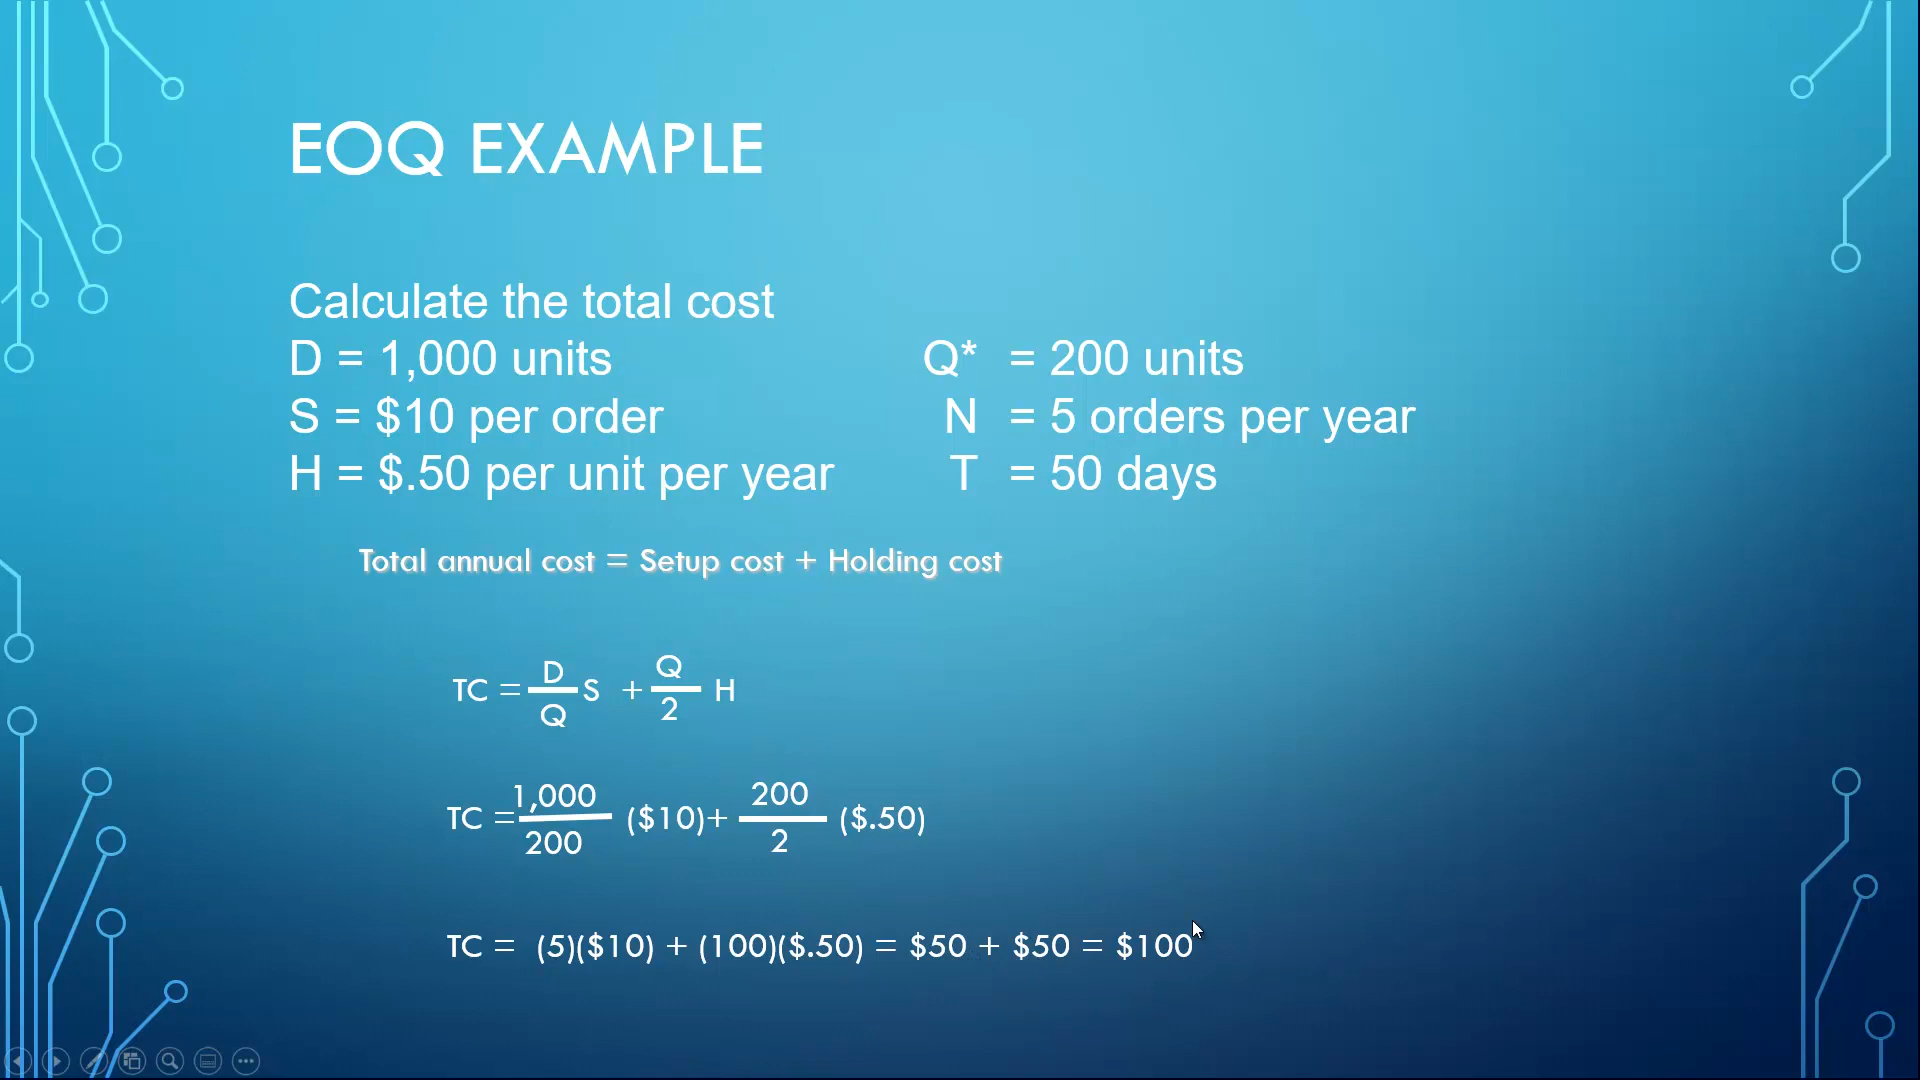 EOQ EXAMPLE
Calculate the total cost
D = 1,000 units Q* = 200 units
S = $10 per order N = 5 orders per year
H = $.50 per unit per year T = 50 days
Total annual cost = Setup cost + Holding cost
TC = D/Q S + Q/2 H
TC = 1,000/200 ($10)+ 200/2 ($.50)
TC = (5)($10) + (100)($.50) = $50 + $50 = $100